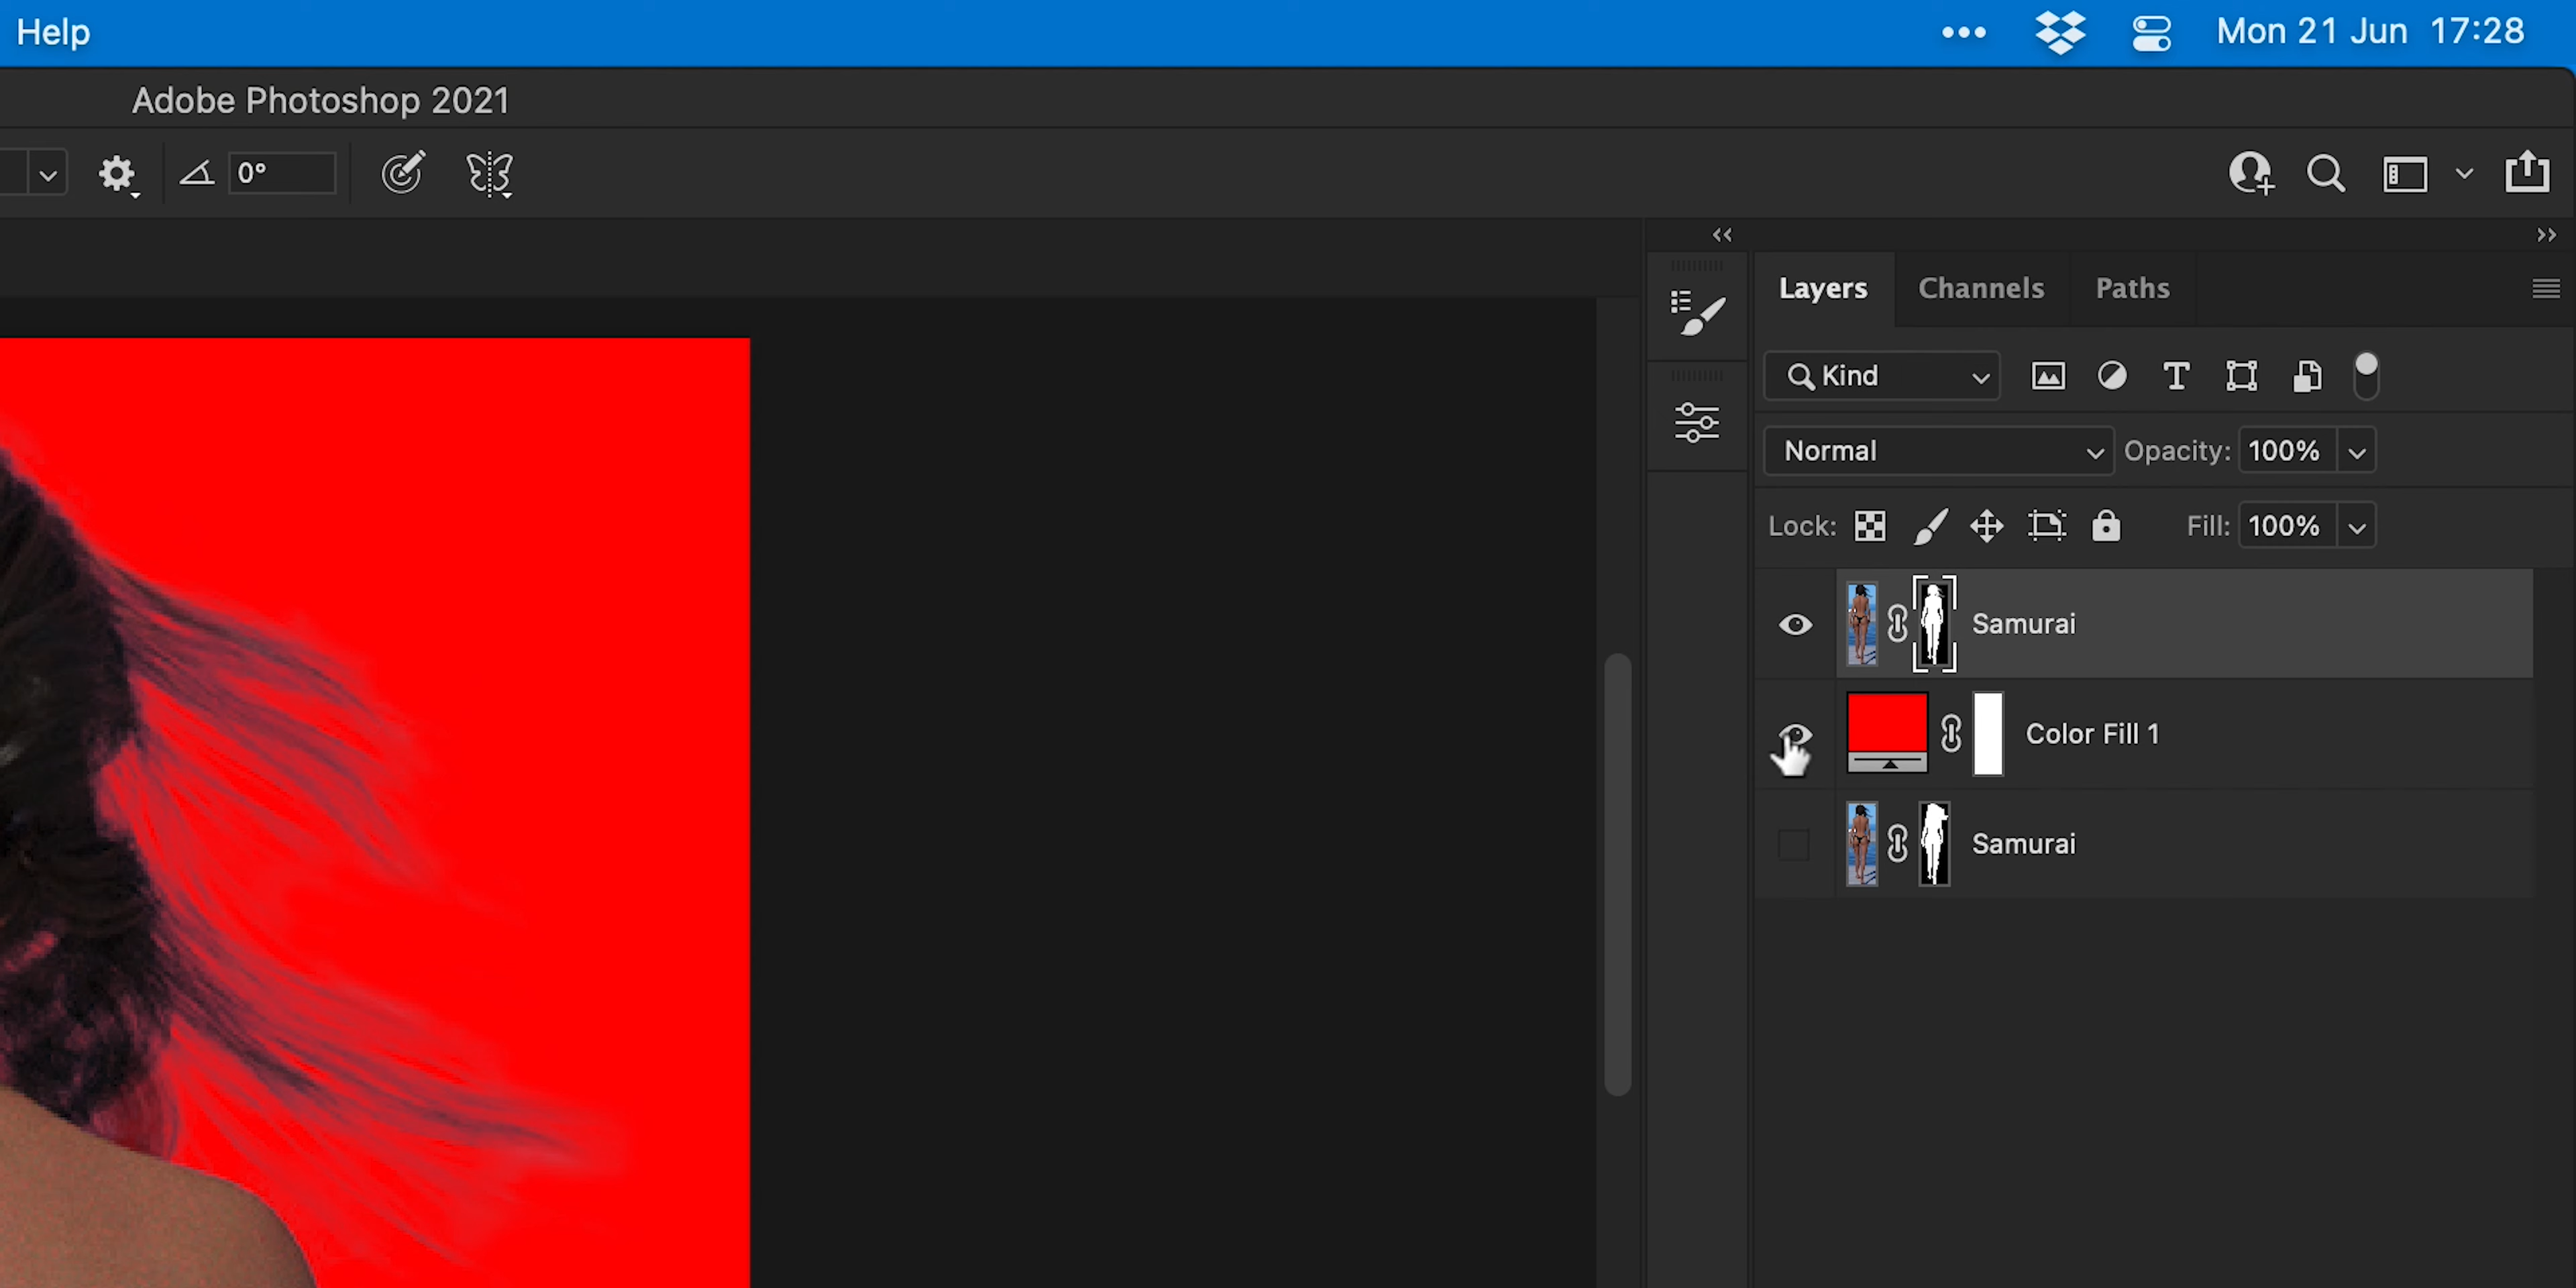 Help
Mon 21 Jun 17:28
Adobe Photoshop 2021
0°
Layers Channels Paths
Kind
Normal Opacity: 100%
Lock: Fill: 100%
Samurai
Color Fill 1
Samurai